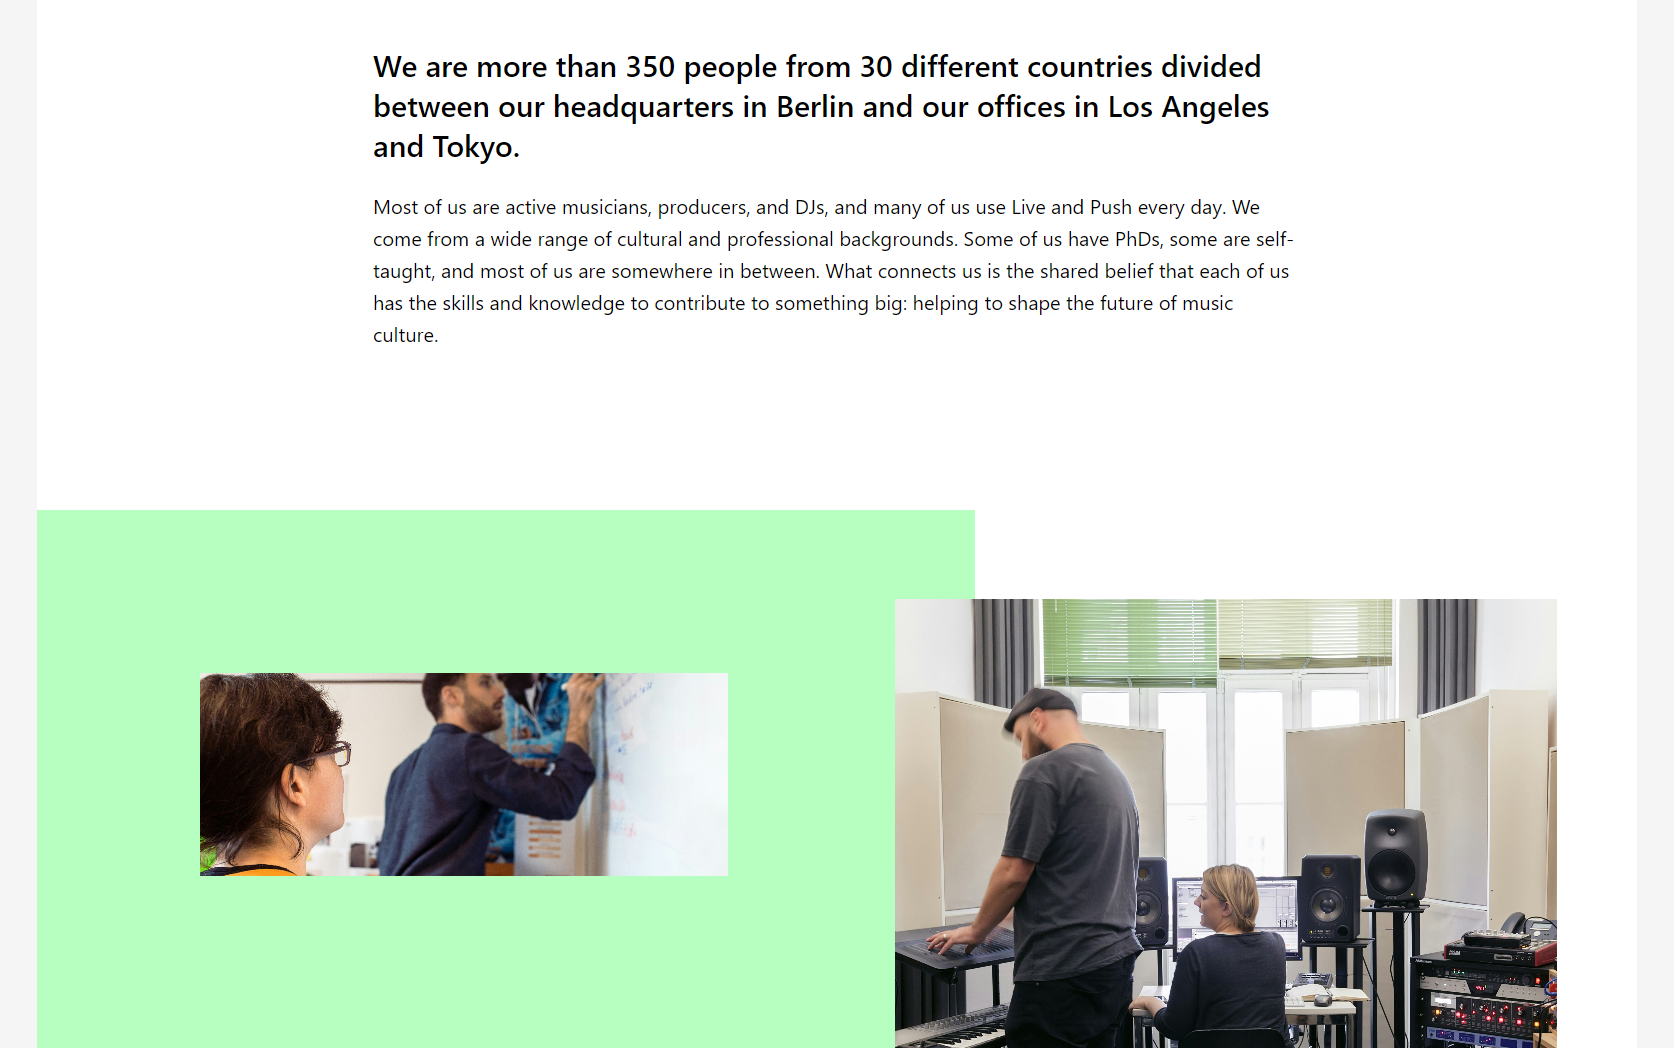 We are more than 350 people from 30 different countries divided
between our headquarters in Berlin and our offices in Los Angeles
and Tokyo.
Most of us are active musicians, producers, and DJs, and many of us use Live and Push every day. We
come from a wide range of cultural and professional backgrounds. Some of us have PhDs, some are self-
taught, and most of us are somewhere in between. What connects us is the shared belief that each of us
has the skills and knowledge to contribute to something big: helping to shape the future of music
culture.